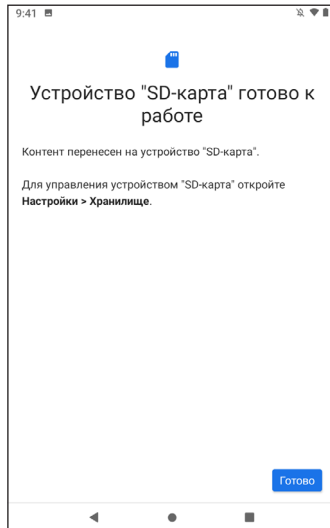 9:41
Устройство "SD-карта" готово к
работе
Контент перенесен на устройство "SD-карта".
Для управления устройством "SD-карта" откройте
Настройки > Хранилище.
Готово